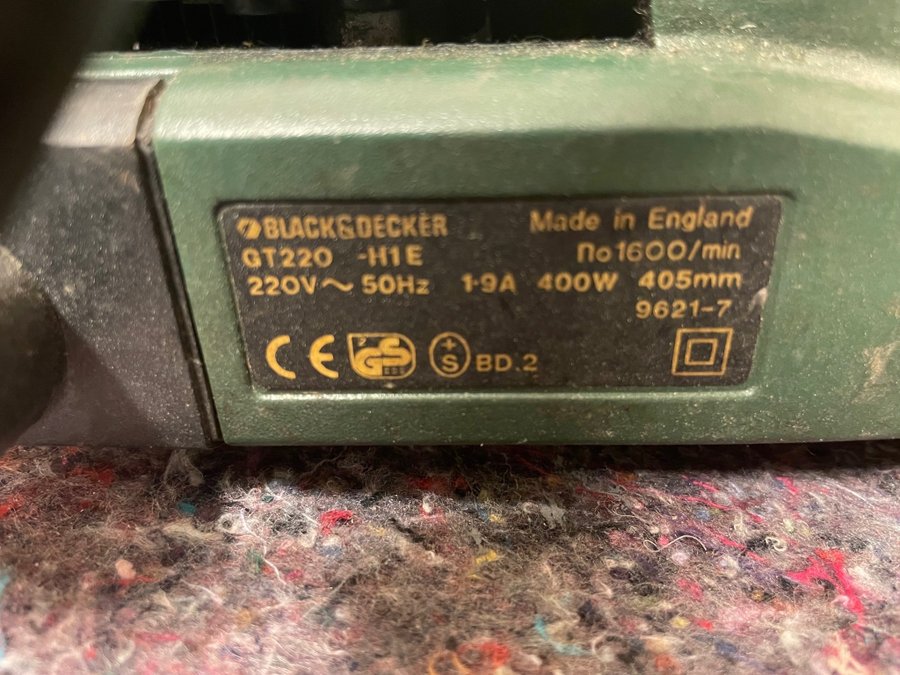 BLACK&DECKER Made in England
GT220 -H1E no1600/min
220V~ 50Hz 1·9A 400W 405mm
9621-7
CE GS S BD.2